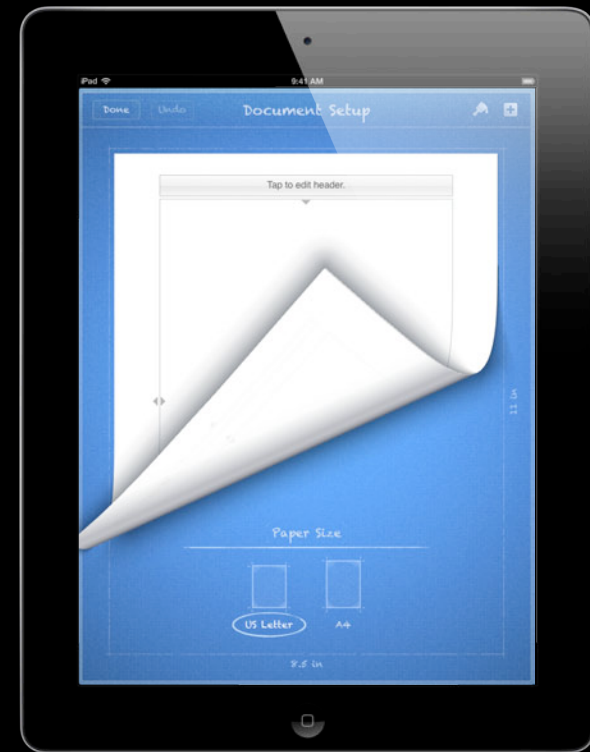 iPad 9:41 AM
Done Undo Document Setup
Tap to edit header.
11 in
Paper Size
US Letter A4
8.5 in